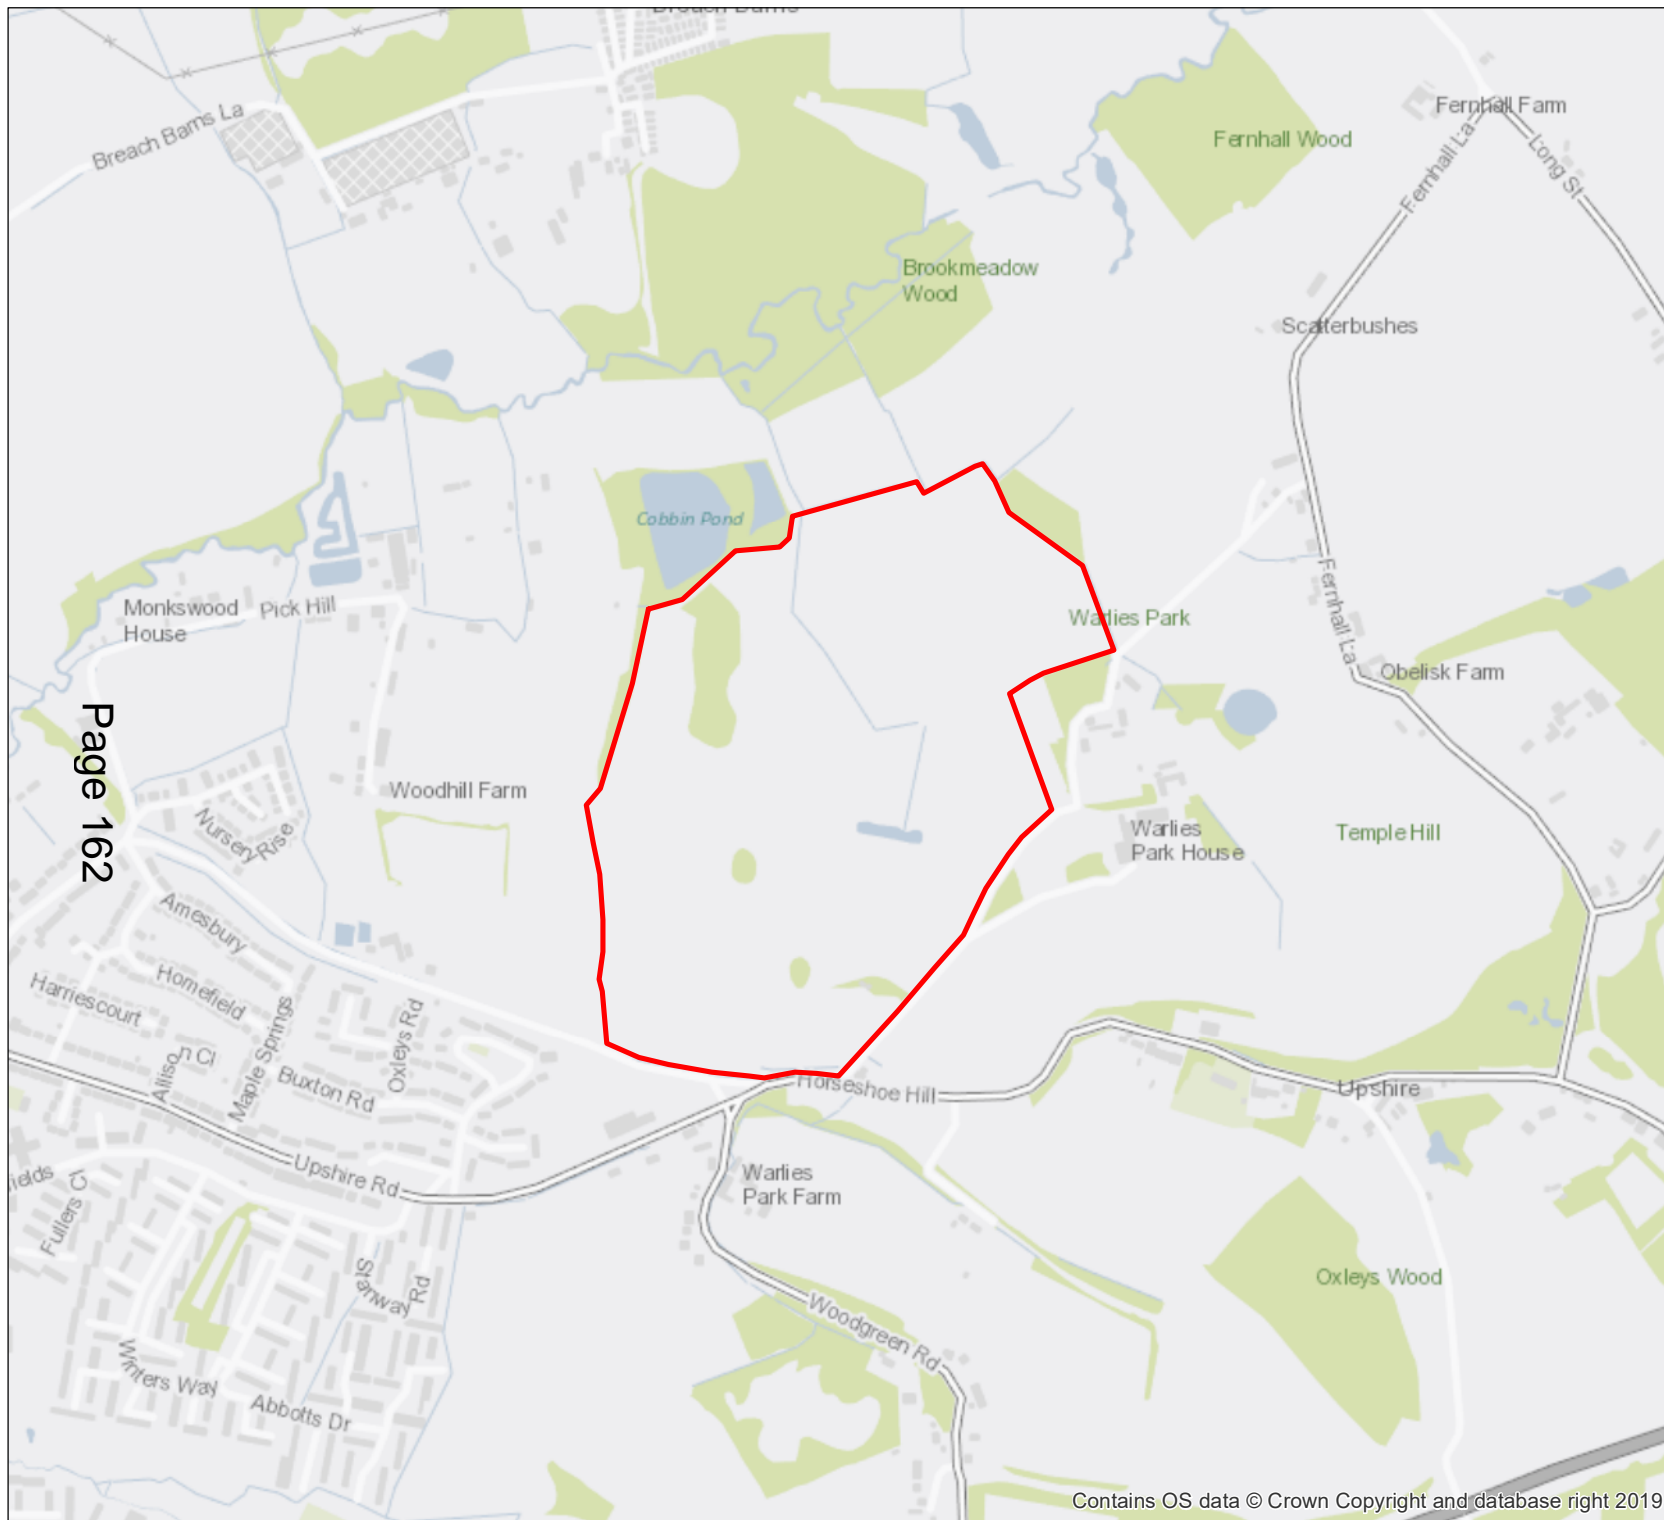 Breach Barns
Breach Barns La
Fernhall Farm
Fernhall Wood
Fernhall La
Long St
Brookmeadow
Wood
Scatterbushes
Cobbin Pond
Monkswood
House
Pick Hill
Warlies Park
Fernhall La
Obelisk Farm
Page 162
Woodhill Farm
Nursery Rise
Warlies
Park House
Temple Hill
Amesbury
Homefield
Harriescourt
Maple Springs
Oxleys Rd
Allison Cl
Buxton Rd
Horseshoe Hill
Upshire
Upshire Rd
ields
Fullers Cl
Warlies
Park Farm
Stanway Rd
Oxleys Wood
Woodgreen Rd
Winters Way
Abbotts Dr
Contains OS data © Crown Copyright and database right 2019